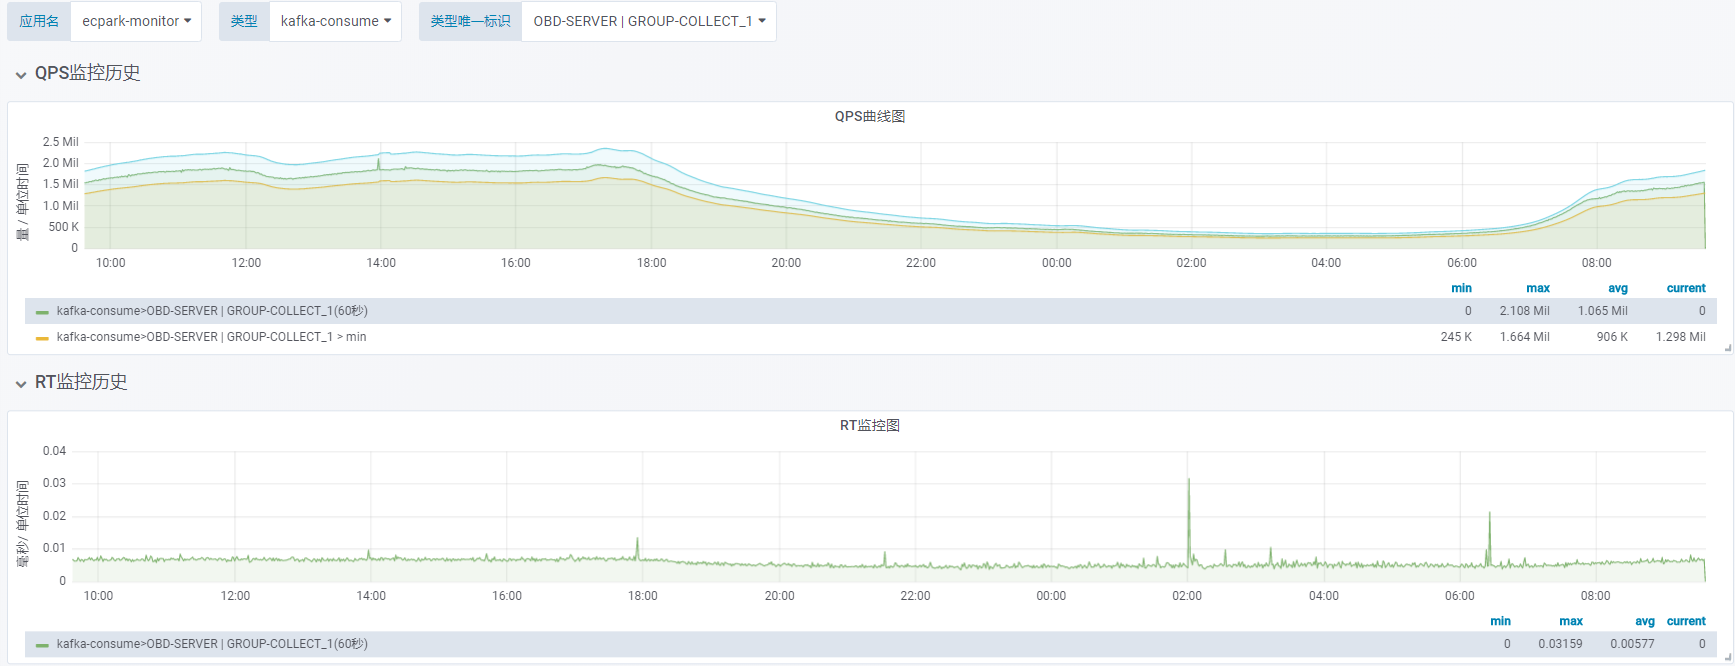 应用名 ecpark-monitor 类型 kafka-consume 类型唯一标识 OBD-SERVER | GROUP-COLLECT_1
QPS监控历史
QPS曲线图
量 / 单位时间
2.5 Mil
2.0 Mil
1.5 Mil
1.0 Mil
500 K
0
10:00 12:00 14:00 16:00 18:00 20:00 22:00 00:00 02:00 04:00 06:00 08:00
min max avg current
kafka-consume>OBD-SERVER | GROUP-COLLECT_1(60秒) 0 2.108 Mil 1.065 Mil 0
kafka-consume>OBD-SERVER | GROUP-COLLECT_1 > min 245 K 1.664 Mil 906 K 1.298 Mil
RT监控历史
RT监控图
毫秒/ 单位时间
0.04
0.03
0.02
0.01
0
10:00 12:00 14:00 16:00 18:00 20:00 22:00 00:00 02:00 04:00 06:00 08:00
min max avg current
kafka-consume>OBD-SERVER | GROUP-COLLECT_1(60秒) 0 0.03159 0.00577 0